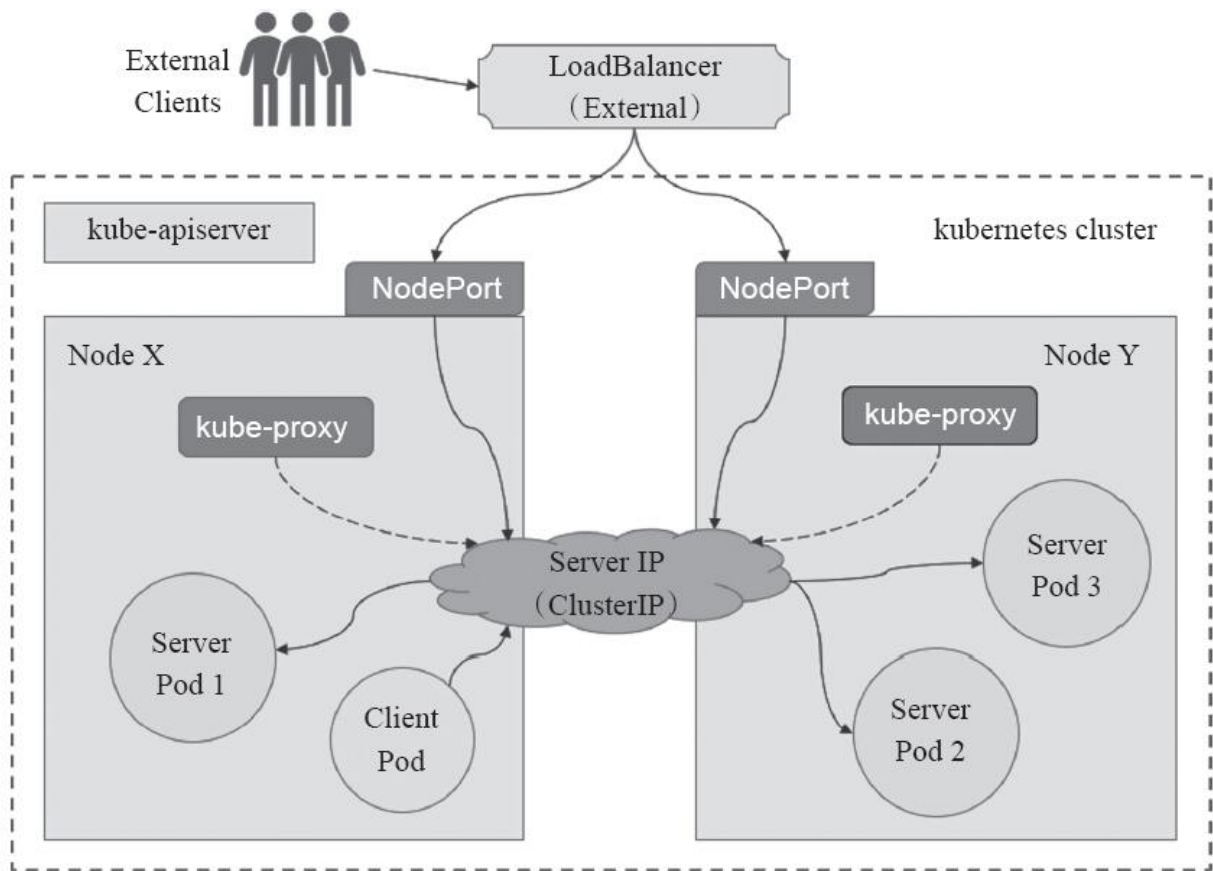 External
Clients
LoadBalancer
（External）
kube-apiserver
kubernetes cluster
NodePort
NodePort
Node X
Node Y
kube-proxy
kube-proxy
Server IP
（ClusterIP）
Server
Pod 3
Server
Pod 1
Client
Pod
Server
Pod 2